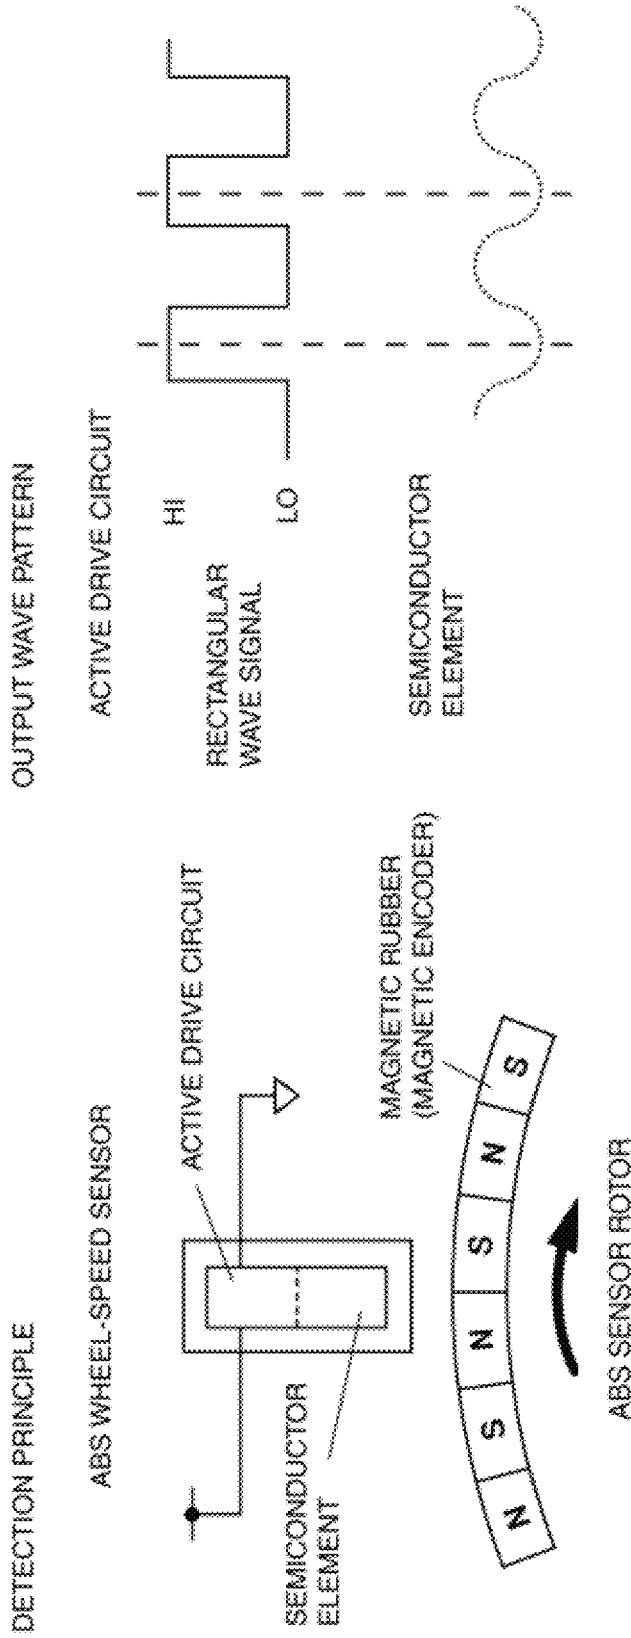 DETECTION PRINCIPLE
ABS WHEEL-SPEED SENSOR
ACTIVE DRIVE CIRCUIT
SEMICONDUCTOR
ELEMENT
MAGNETIC RUBBER
(MAGNETIC ENCODER)
N S N S N S
ABS SENSOR ROTOR
OUTPUT WAVE PATTERN
ACTIVE DRIVE CIRCUIT
HI
RECTANGULAR
WAVE SIGNAL
LO
SEMICONDUCTOR
ELEMENT